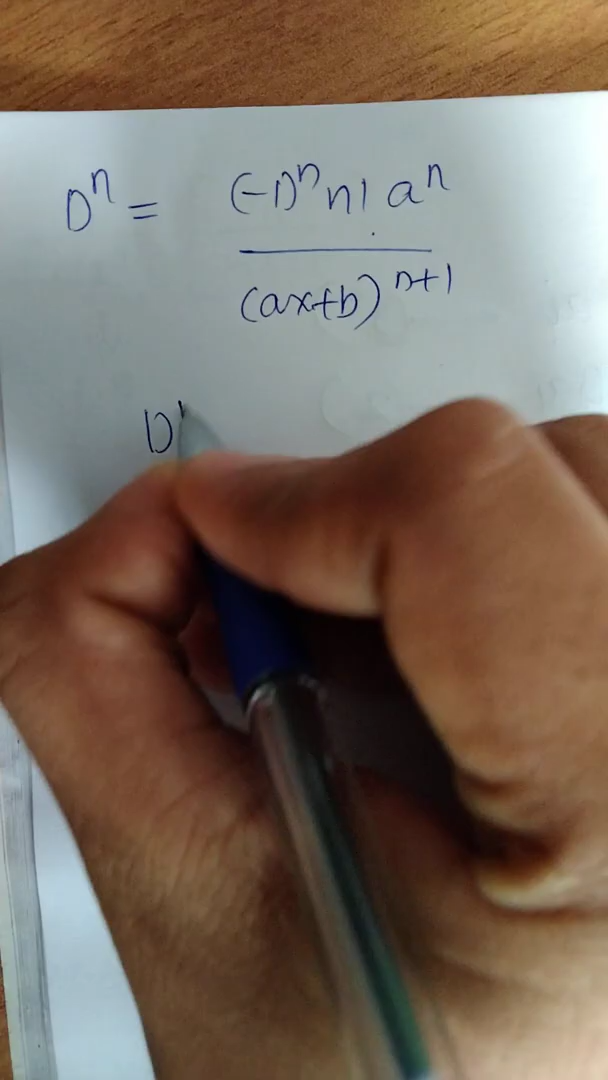 Dⁿ = (-1)ⁿ n! aⁿ
(ax+b)ⁿ⁺¹
D